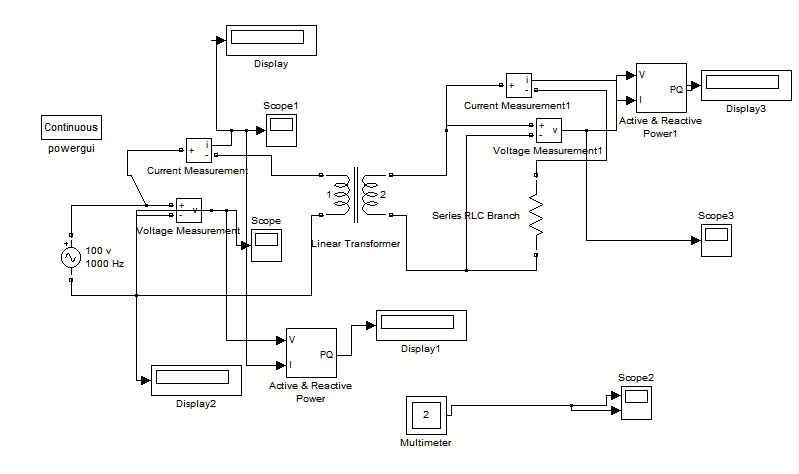 Display
Scope1
Continuous
powergui
+
i
-
Current Measurement
+
-
v
Voltage Measurement
Scope
+
100 v
1000 Hz
1
2
Linear Transformer
+
i
-
Current Measurement1
+
-
v
Voltage Measurement1
V
I
PQ
Active & Reactive
Power1
Display3
Series RLC Branch
Scope3
V
I
PQ
Active & Reactive
Power
Display1
Display2
2
Multimeter
Scope2